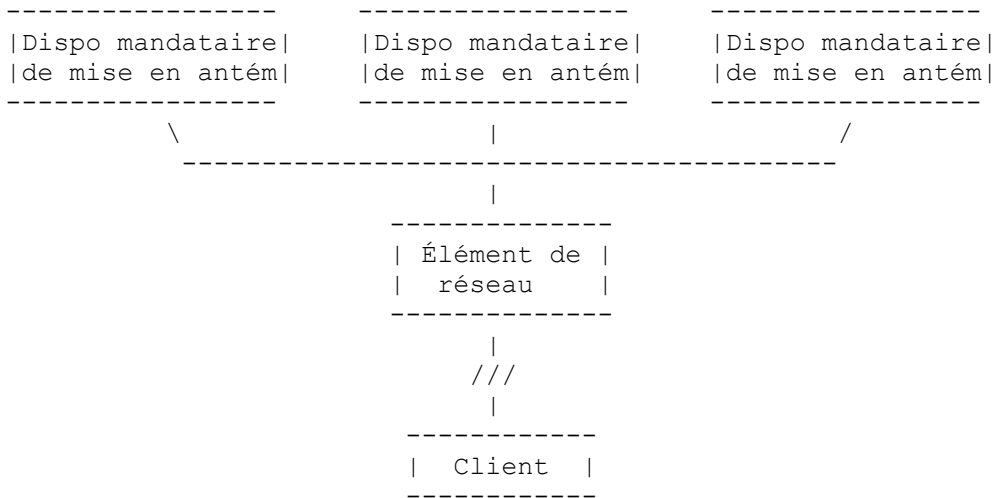 Dispo mandataire Dispo mandataire Dispo mandataire
de mise en antém de mise en antém de mise en antém
Élément de
réseau
Client